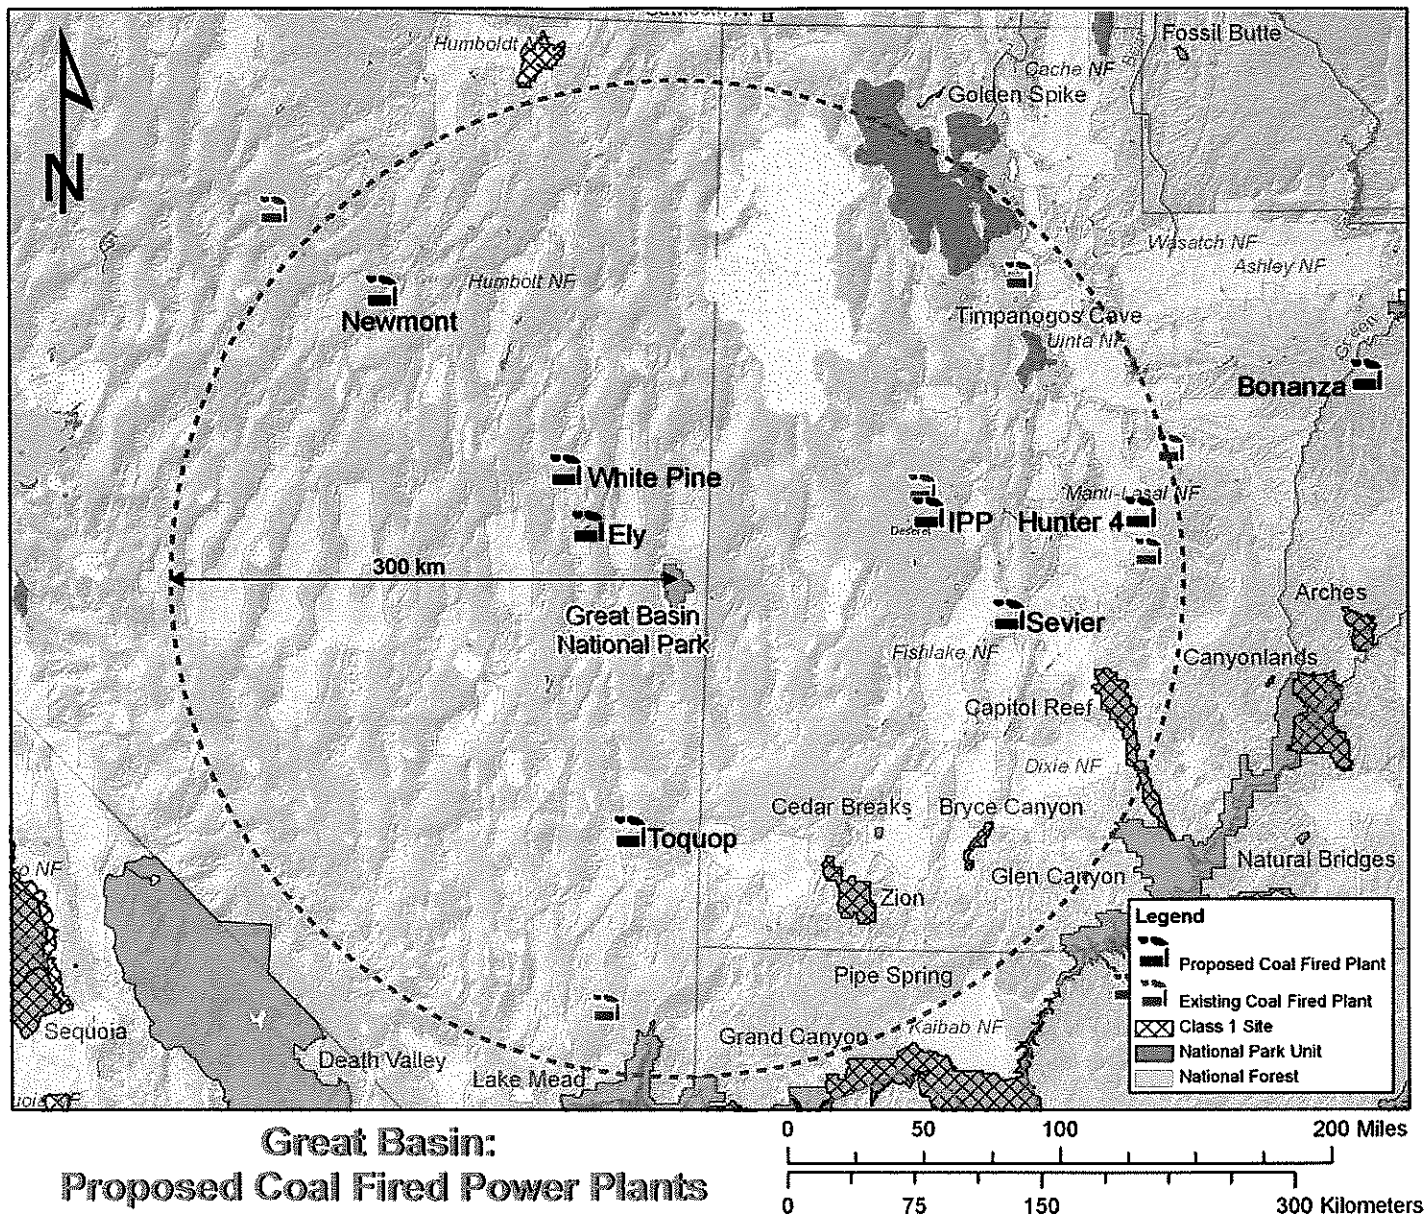 Humboldt
Fossil Butte
Cache NF
Golden Spike
N
Wasatch NF
Ashley NF
Humbolt NF
Newmont
Timpanogos Cave
Uinta NF
Green
Bonanza
White Pine
Manti-Lasal NF
IPP
Hunter 4
Deseret
Ely
300 km
Arches
Great Basin
National Park
Sevier
Fishlake NF
Canyonlands
Capitol Reef
Dixie NF
Cedar Breaks
Bryce Canyon
Toquop
Natural Bridges
o NF
Glen Canyon
Zion
Legend
Proposed Coal Fired Plant
Existing Coal Fired Plant
Class 1 Site
National Park Unit
National Forest
Pipe Spring
Sequoia
Grand Canyon
Kaibab NF
Death Valley
Lake Mead
Great Basin:
Proposed Coal Fired Power Plants
0 50 100 200 Miles
0 75 150 300 Kilometers